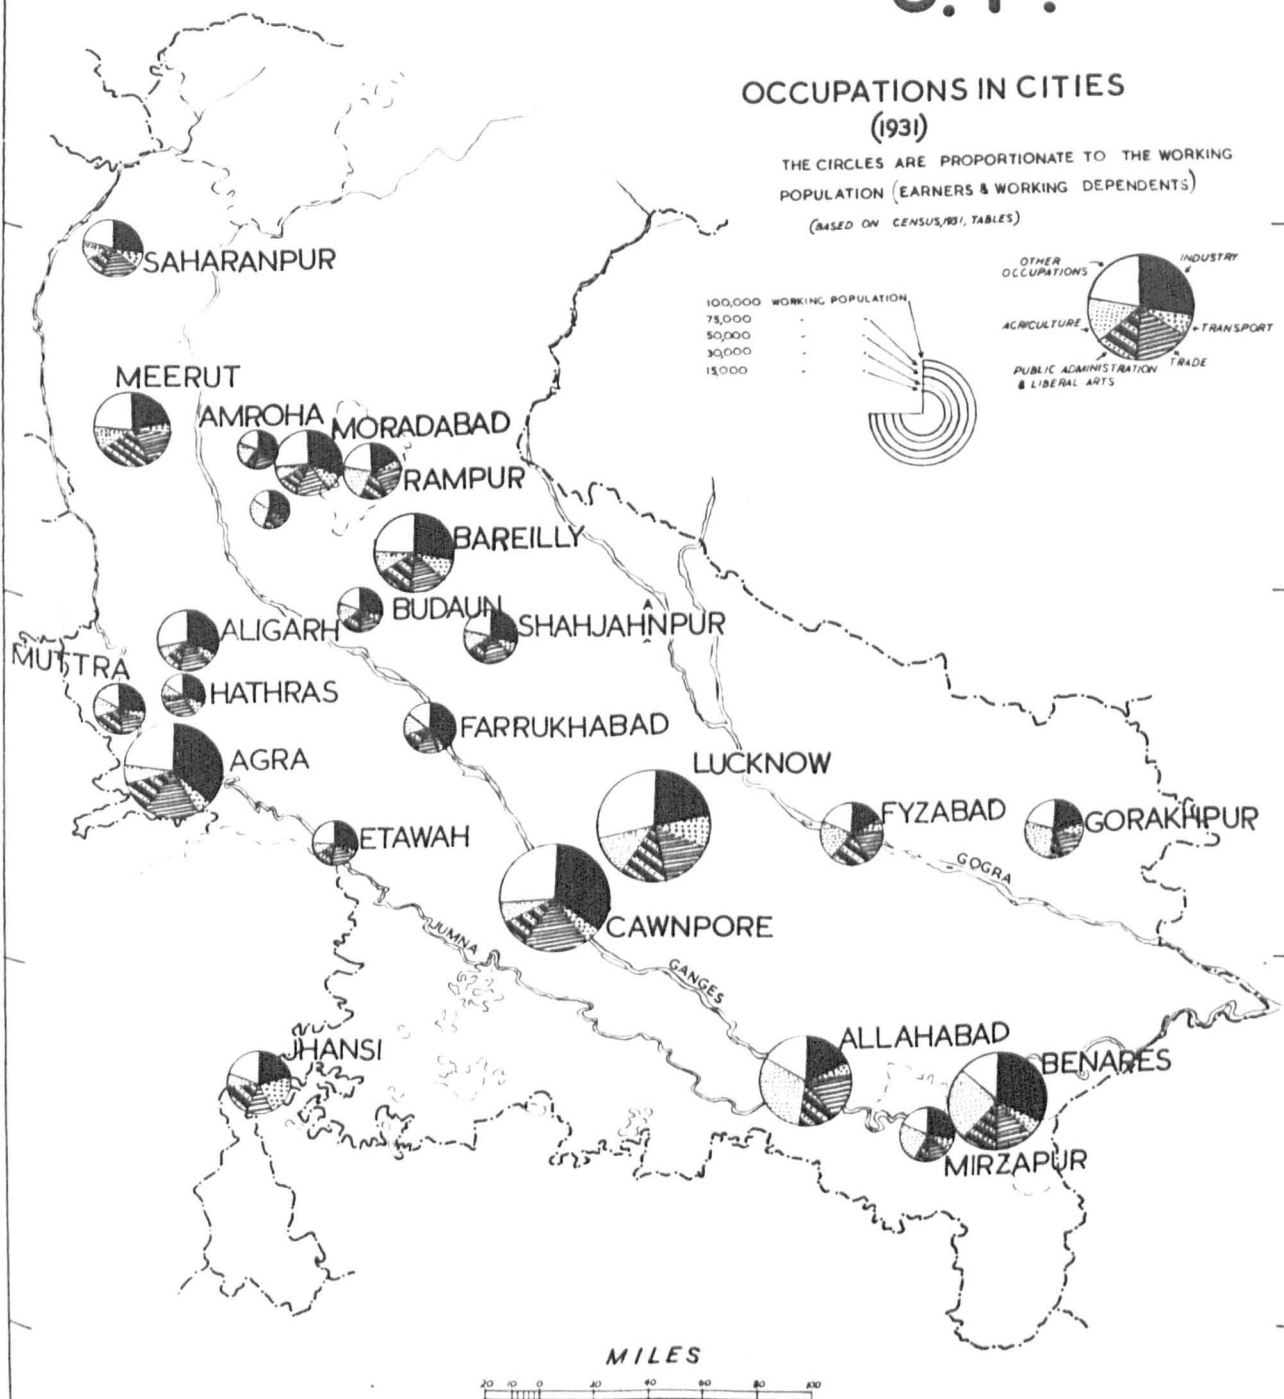 U. P.
OCCUPATIONS IN CITIES
(1931)
THE CIRCLES ARE PROPORTIONATE TO THE WORKING
POPULATION (EARNERS & WORKING DEPENDENTS)
(BASED ON CENSUS, 1931, TABLES)
OTHER
OCCUPATIONS
INDUSTRY
AGRICULTURE
TRANSPORT
PUBLIC ADMINISTRATION
& LIBERAL ARTS
TRADE
100,000 WORKING POPULATION
75,000 " "
50,000 " "
30,000 " "
15,000 " "
SAHARANPUR
MEERUT
AMROHA
MORADABAD
RAMPUR
BAREILLY
BUDAUN
SHAHJAHNPUR
ALIGARH
MUTTRA
HATHRAS
FARRUKHABAD
AGRA
LUCKNOW
ETAWAH
FYZABAD
GORAKHPUR
GOGRA
CAWNPORE
JUMNA
GANGES
JHANSI
ALLAHABAD
BENARES
MIRZAPUR
MILES
20 10 0 20 40 60 80 100